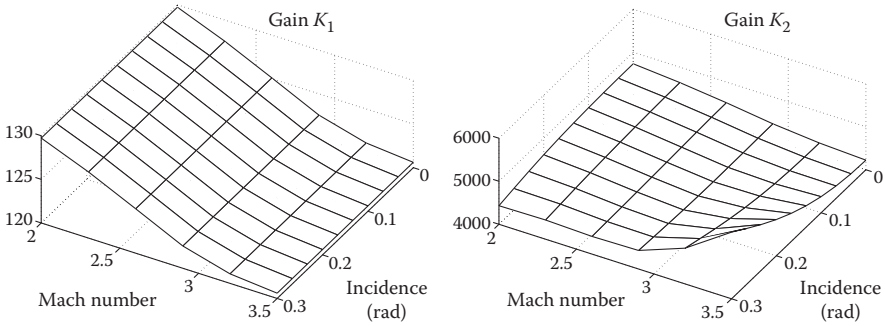 Gain K1
130
125
120
2
2.5
3
3.5
Mach number
0
0.1
0.2
0.3
Incidence
(rad)
Gain K2
6000
5000
4000
2
2.5
3
3.5
Mach number
0
0.1
0.2
0.3
Incidence
(rad)